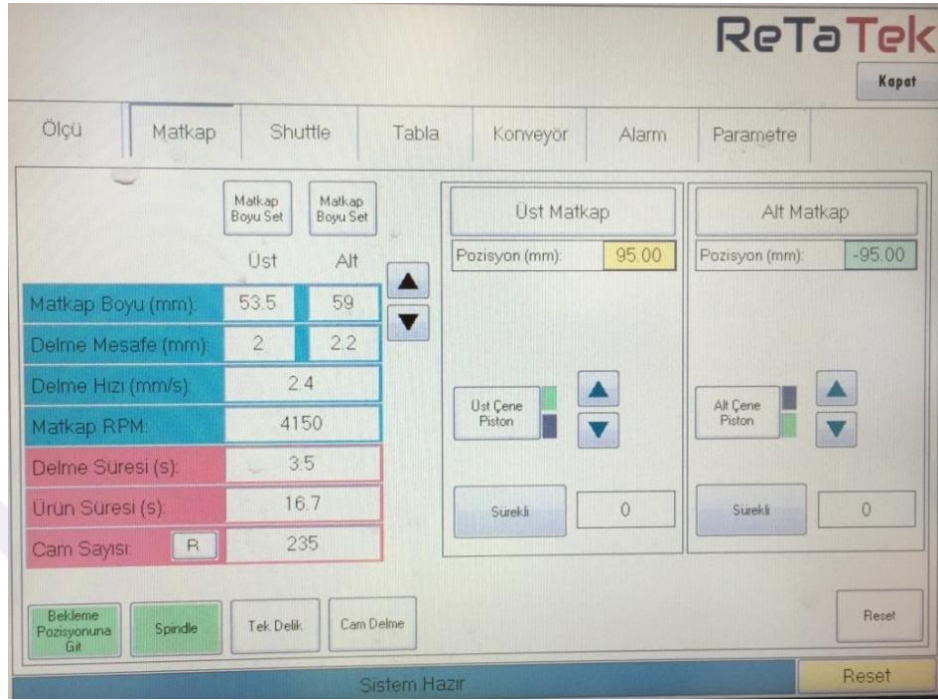 ReTaTek
Kapat
Ölçü Matkap Shuttle Tabla Konveyör Alarm Parametre
Matkap Boyu Set
Matkap Boyu Set
Üst Alt
Matkap Boyu (mm): 53.5 59
Delme Mesafe (mm): 2 2.2
Delme Hızı (mm/s): 2.4
Matkap RPM: 4150
Delme Süresi (s): 3.5
Ürün Süresi (s): 16.7
Cam Sayısı: R 235
Üst Matkap
Pozisyon (mm): 95.00
Üst Çene
Piston
Sürekli 0
Alt Matkap
Pozisyon (mm): -95.00
Alt Çene
Piston
Sürekli 0
Bekleme
Pozisyonuna
Git
Spindle
Tek Delik
Cam Delme
Reset
Sistem Hazır
Reset